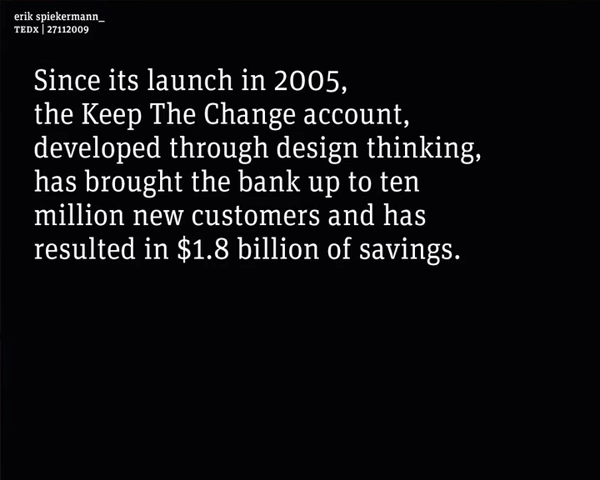 erik spiekermann_
TEDX | 27112009
Since its launch in 2005,
the Keep The Change account,
developed through design thinking,
has brought the bank up to ten
million new customers and has
resulted in $1.8 billion of savings.